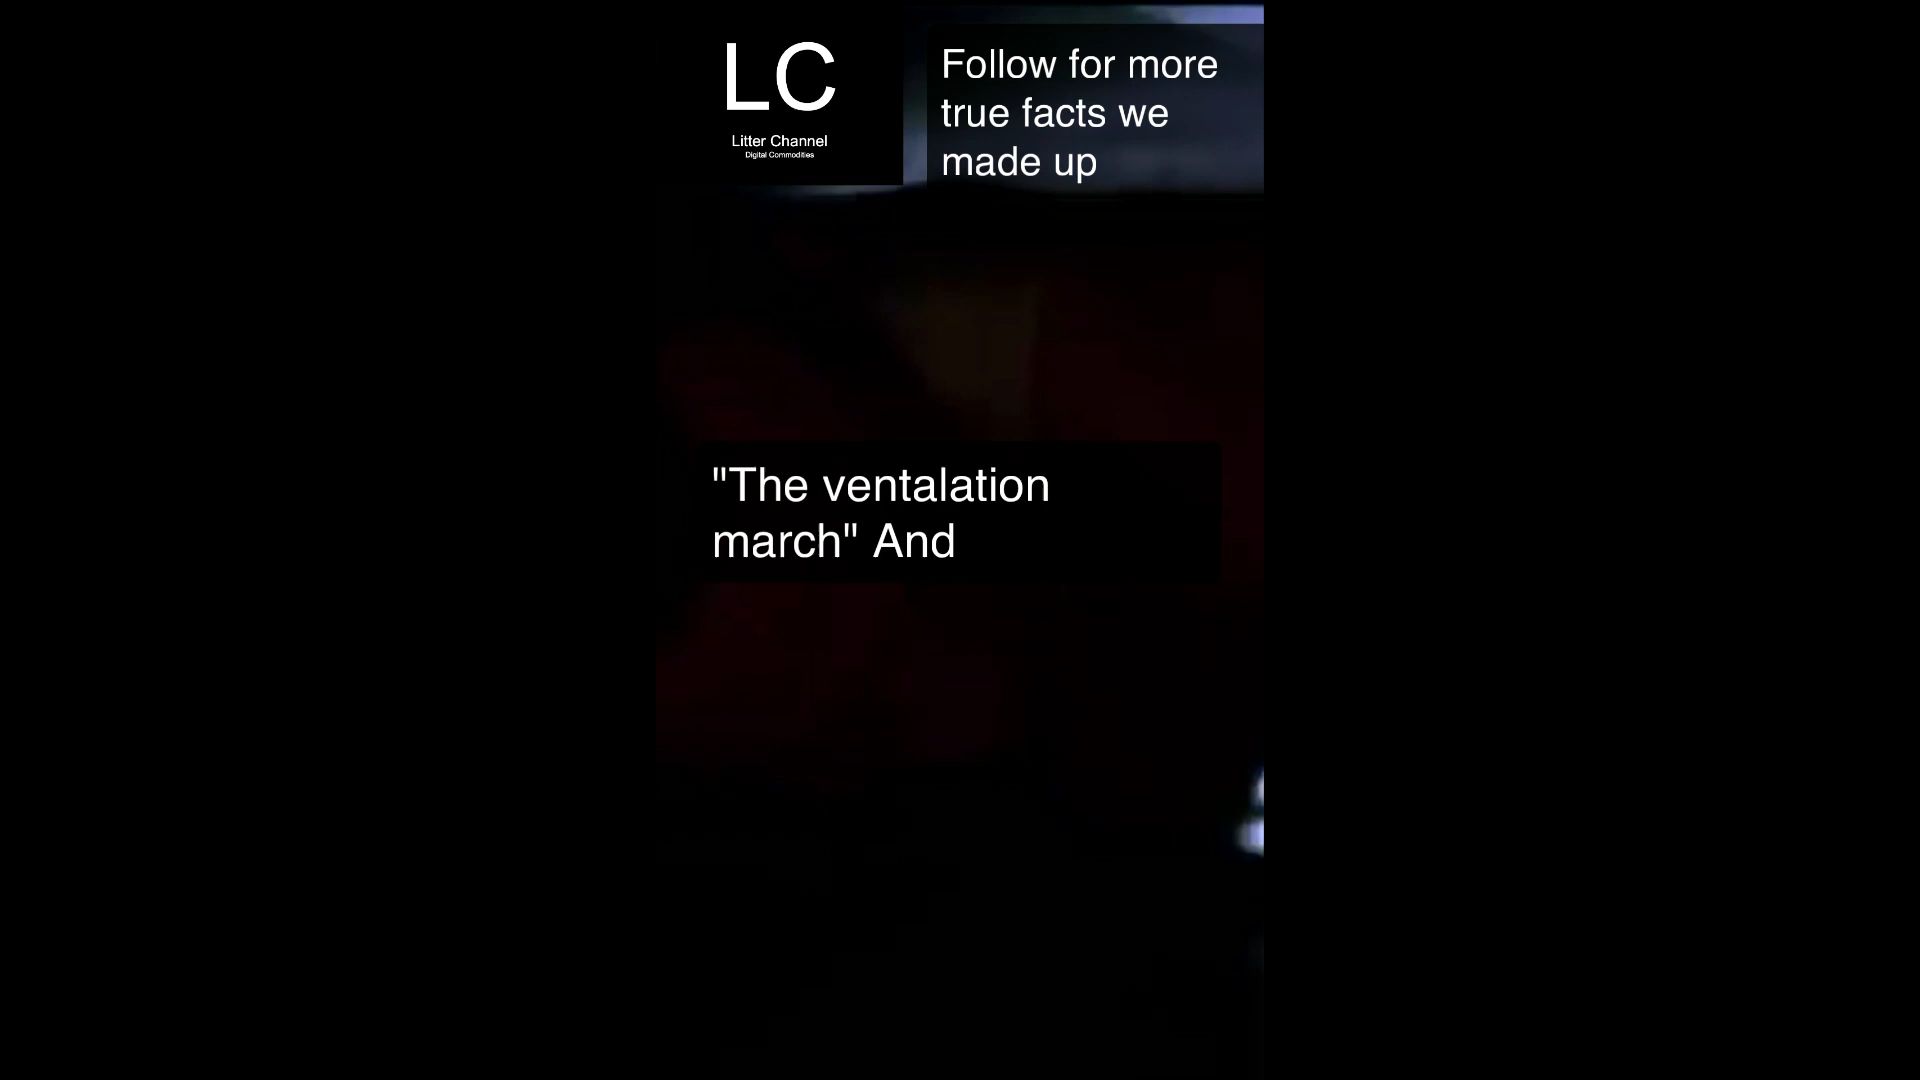 LC
Litter Channel
Digital Commodities
Follow for more
true facts we
made up
"The ventalation
march" And